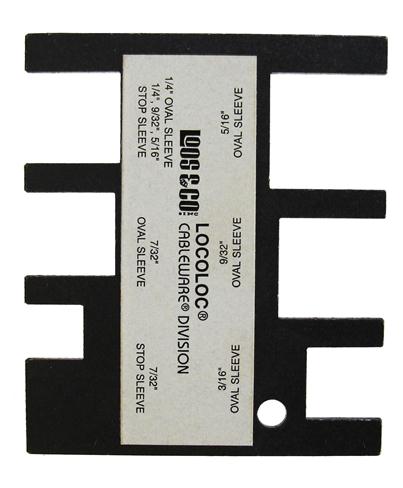 1/4" OVAL SLEEVE
1/4", 9/32", 5/16"
STOP SLEEVE
7/32"
OVAL SLEEVE
7/32"
STOP SLEEVE
LOOS & CO.
INC
LOCOLOC®
CABLEWARE® DIVISION
5/16"
OVAL SLEEVE
9/32"
OVAL SLEEVE
3/16"
OVAL SLEEVE